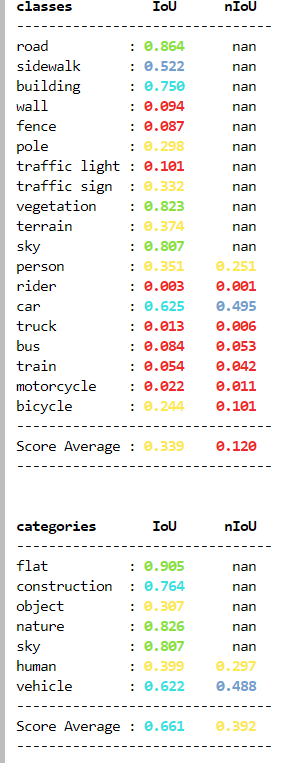 classes IoU nIoU
--------------------------------
road : 0.864 nan
sidewalk : 0.522 nan
building : 0.750 nan
wall : 0.094 nan
fence : 0.087 nan
pole : 0.298 nan
traffic light : 0.101 nan
traffic sign : 0.332 nan
vegetation : 0.823 nan
terrain : 0.374 nan
sky : 0.807 nan
person : 0.351 0.251
rider : 0.003 0.001
car : 0.625 0.495
truck : 0.013 0.006
bus : 0.084 0.053
train : 0.054 0.042
motorcycle : 0.022 0.011
bicycle : 0.244 0.101
--------------------------------
Score Average : 0.339 0.120
--------------------------------
categories IoU nIoU
--------------------------------
flat : 0.905 nan
construction : 0.764 nan
object : 0.307 nan
nature : 0.826 nan
sky : 0.807 nan
human : 0.399 0.297
vehicle : 0.622 0.488
--------------------------------
Score Average : 0.661 0.392
--------------------------------